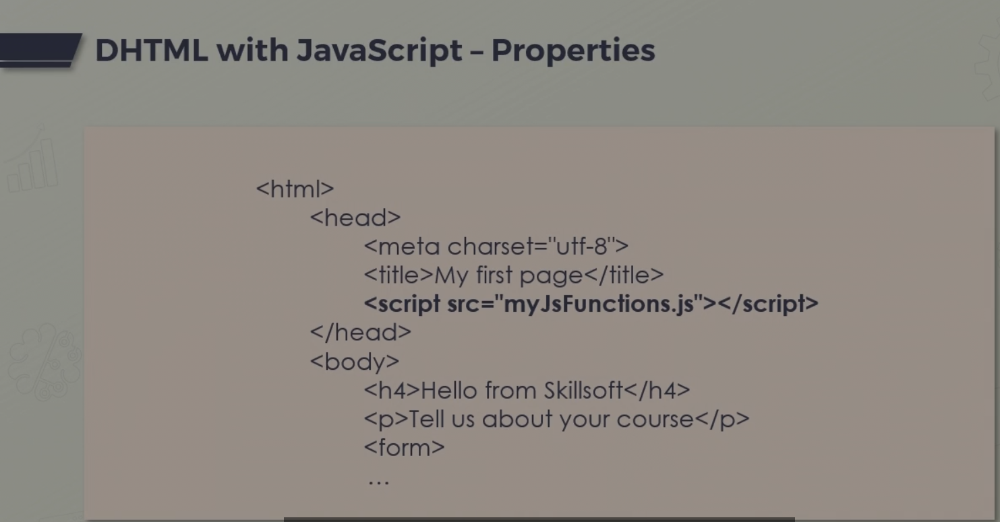 DHTML with JavaScript – Properties
<html>
<head>
<meta charset="utf-8">
<title>My first page</title>
<script src="myJsFunctions.js"></script>
</head>
<body>
<h4>Hello from Skillsoft</h4>
<p>Tell us about your course</p>
<form>
...